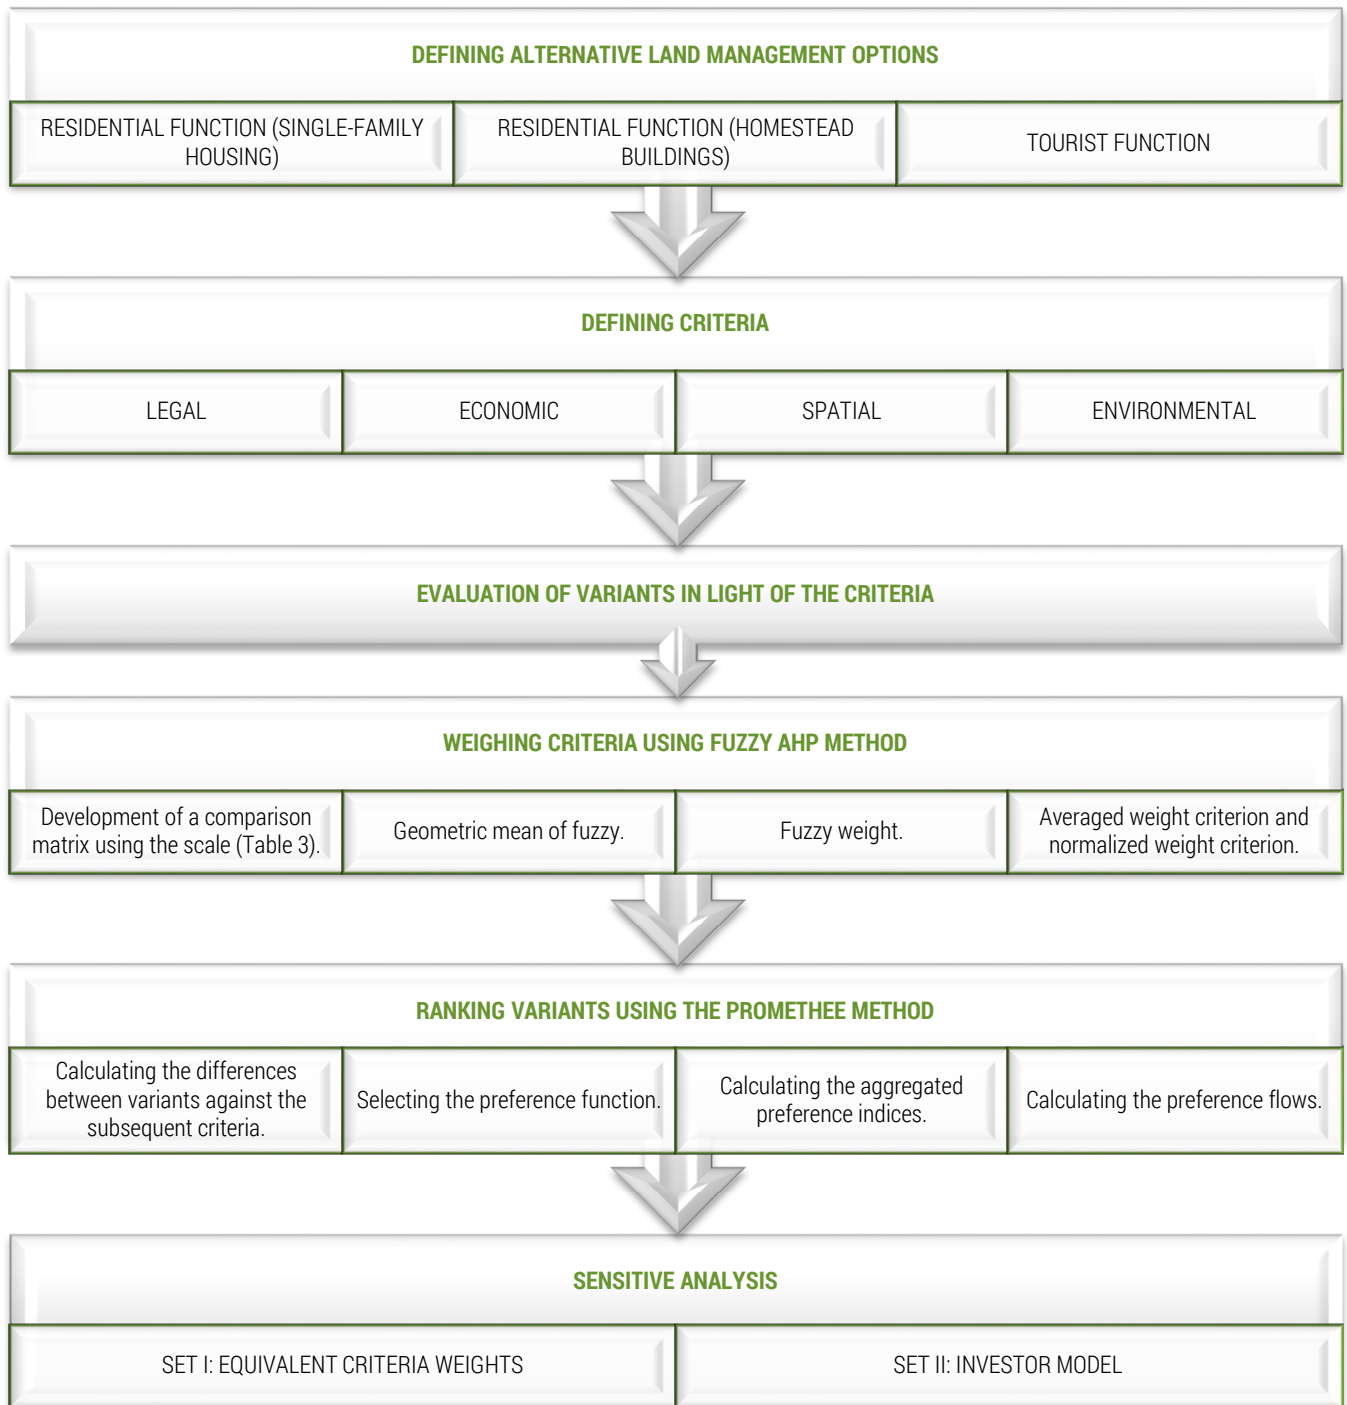 DEFINING ALTERNATIVE LAND MANAGEMENT OPTIONS
RESIDENTIAL FUNCTION (SINGLE-FAMILY
HOUSING)
RESIDENTIAL FUNCTION (HOMESTEAD
BUILDINGS)
TOURIST FUNCTION
DEFINING CRITERIA
LEGAL
ECONOMIC
SPATIAL
ENVIRONMENTAL
EVALUATION OF VARIANTS IN LIGHT OF THE CRITERIA
WEIGHING CRITERIA USING FUZZY AHP METHOD
Development of a comparison
matrix using the scale (Table 3).
Geometric mean of fuzzy.
Fuzzy weight.
Averaged weight criterion and
normalized weight criterion.
RANKING VARIANTS USING THE PROMETHEE METHOD
Calculating the differences
between variants against the
subsequent criteria.
Selecting the preference function.
Calculating the aggregated
preference indices.
Calculating the preference flows.
SENSITIVE ANALYSIS
SET I: EQUIVALENT CRITERIA WEIGHTS
SET II: INVESTOR MODEL